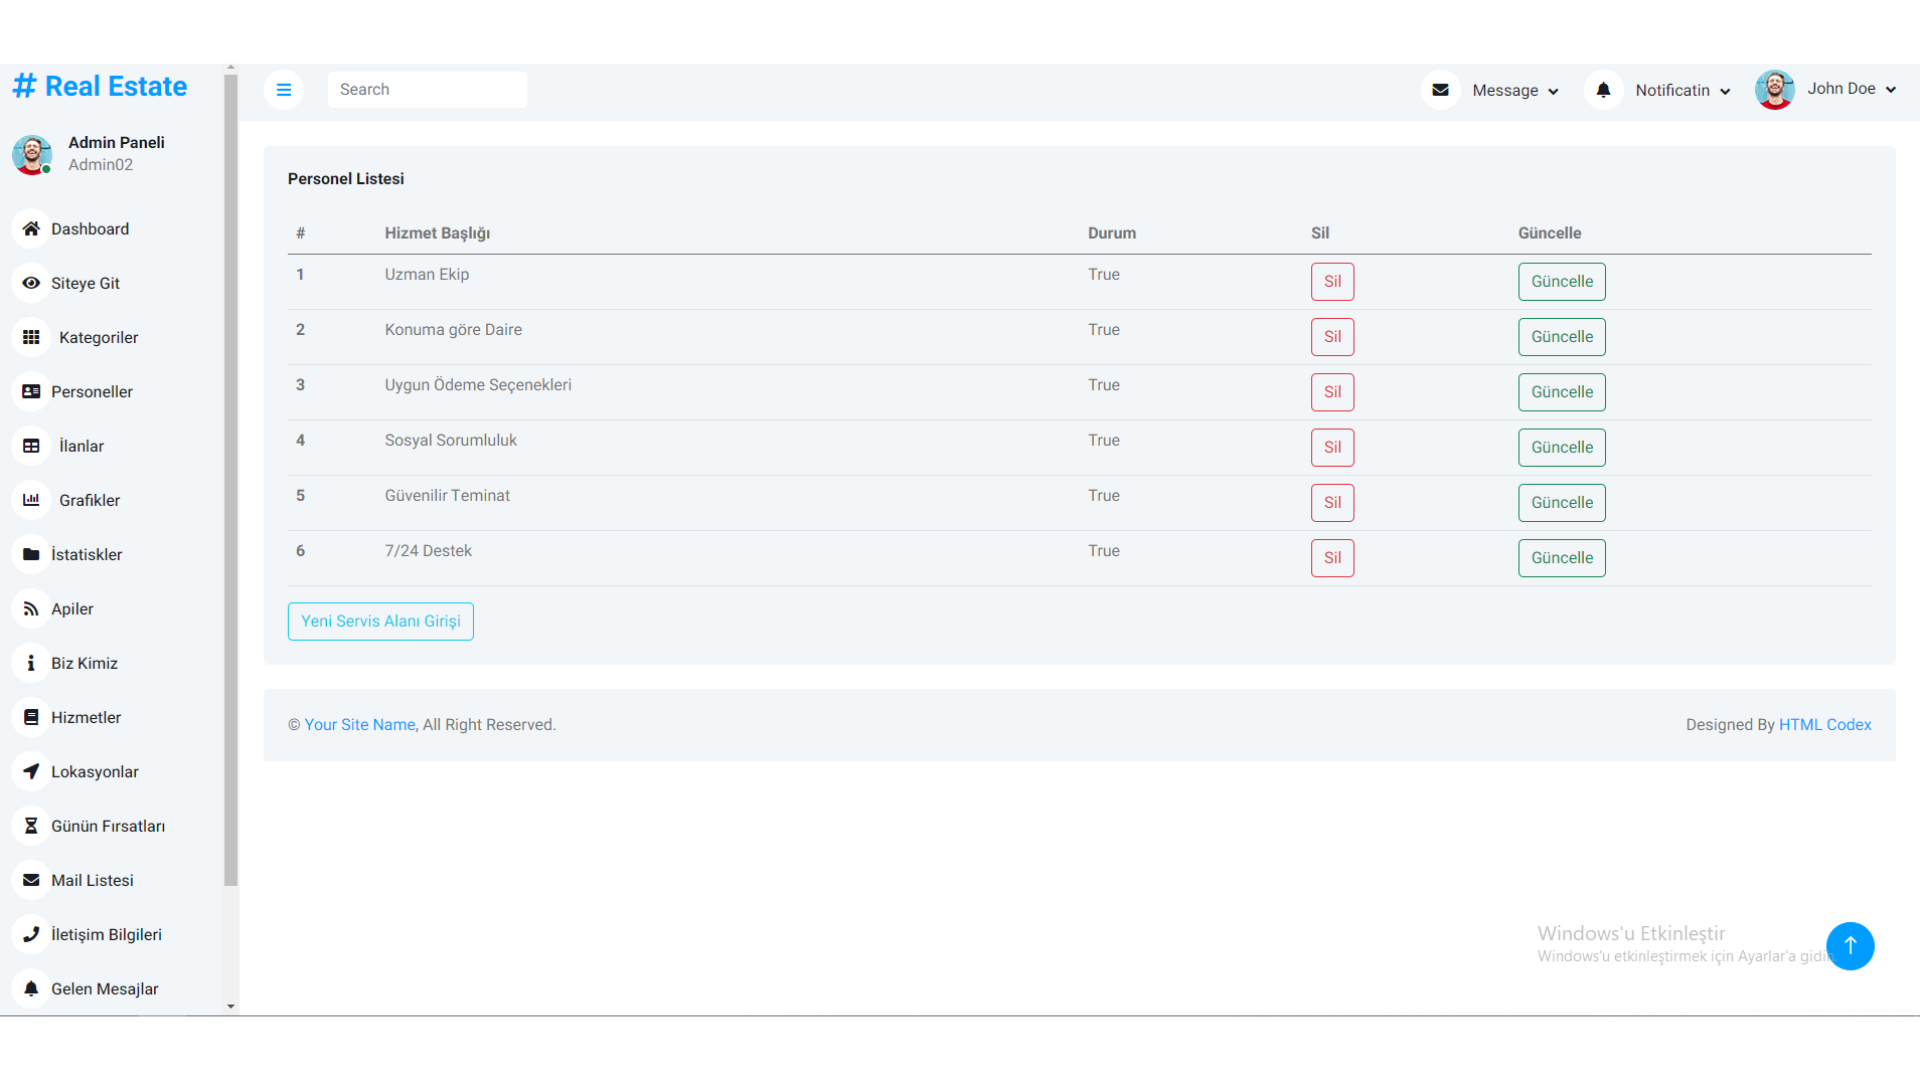 # Real Estate
Search
Message
Notificatin
John Doe
Admin Paneli
Admin02
Dashboard
Siteye Git
Kategoriler
Personeller
İlanlar
Grafikler
İstatiskler
Apiler
Biz Kimiz
Hizmetler
Lokasyonlar
Günün Fırsatları
Mail Listesi
İletişim Bilgileri
Gelen Mesajlar
Personel Listesi
# Hizmet Başlığı Durum Sil Güncelle
1 Uzman Ekip True Sil Güncelle
2 Konuma göre Daire True Sil Güncelle
3 Uygun Ödeme Seçenekleri True Sil Güncelle
4 Sosyal Sorumluluk True Sil Güncelle
5 Güvenilir Teminat True Sil Güncelle
6 7/24 Destek True Sil Güncelle
Yeni Servis Alanı Girişi
© Your Site Name, All Right Reserved.
Designed By HTML Codex
Windows'u Etkinleştir
Windows'u etkinleştirmek için Ayarlar'a gidin.